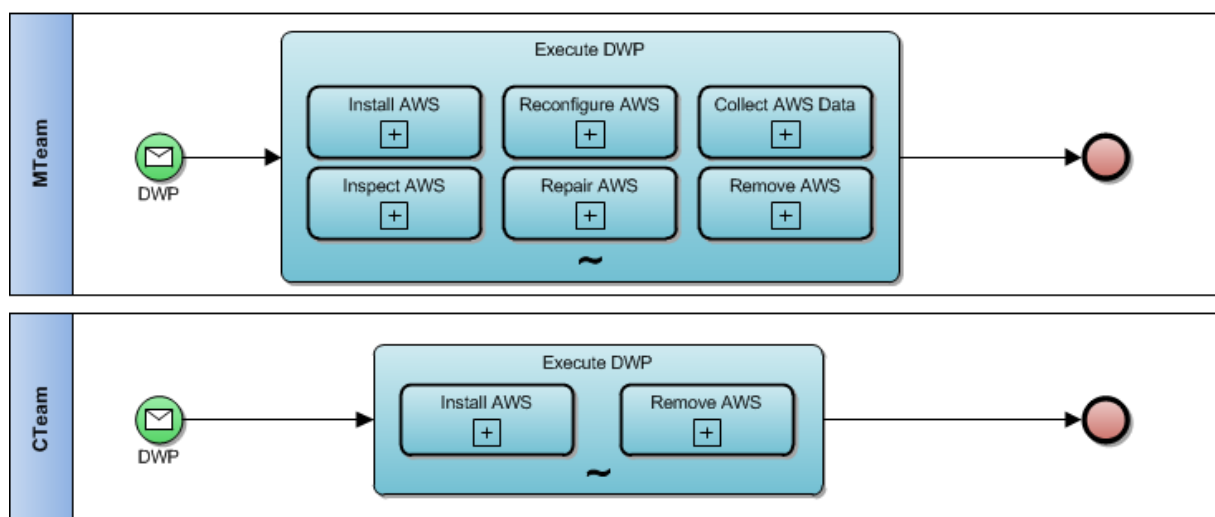 MTeam
Execute DWP
Install AWS
Reconfigure AWS
Collect AWS Data
DWP
Inspect AWS
Repair AWS
Remove AWS
CTeam
Execute DWP
Install AWS
Remove AWS
DWP